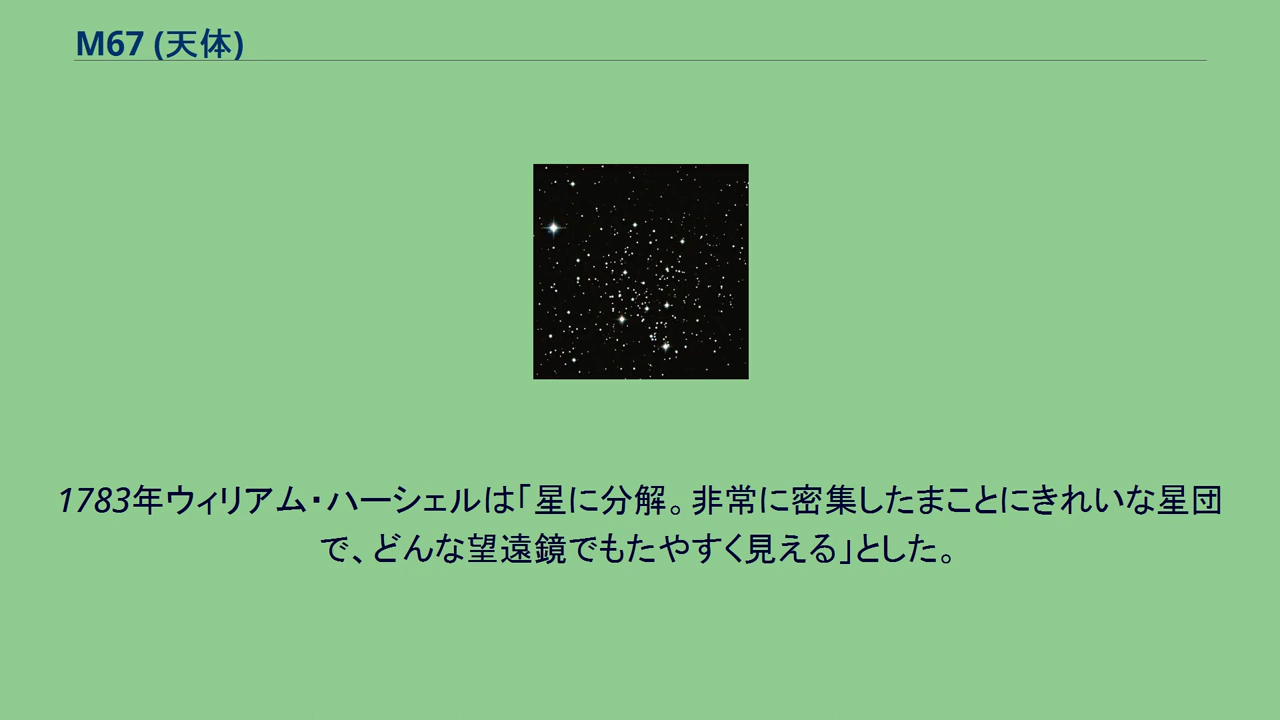 M67 (天体)
1783年ウィリアム・ハーシェルは「星に分解。非常に密集したまことにきれいな星団
で、どんな望遠鏡でもたやすく見える」とした。